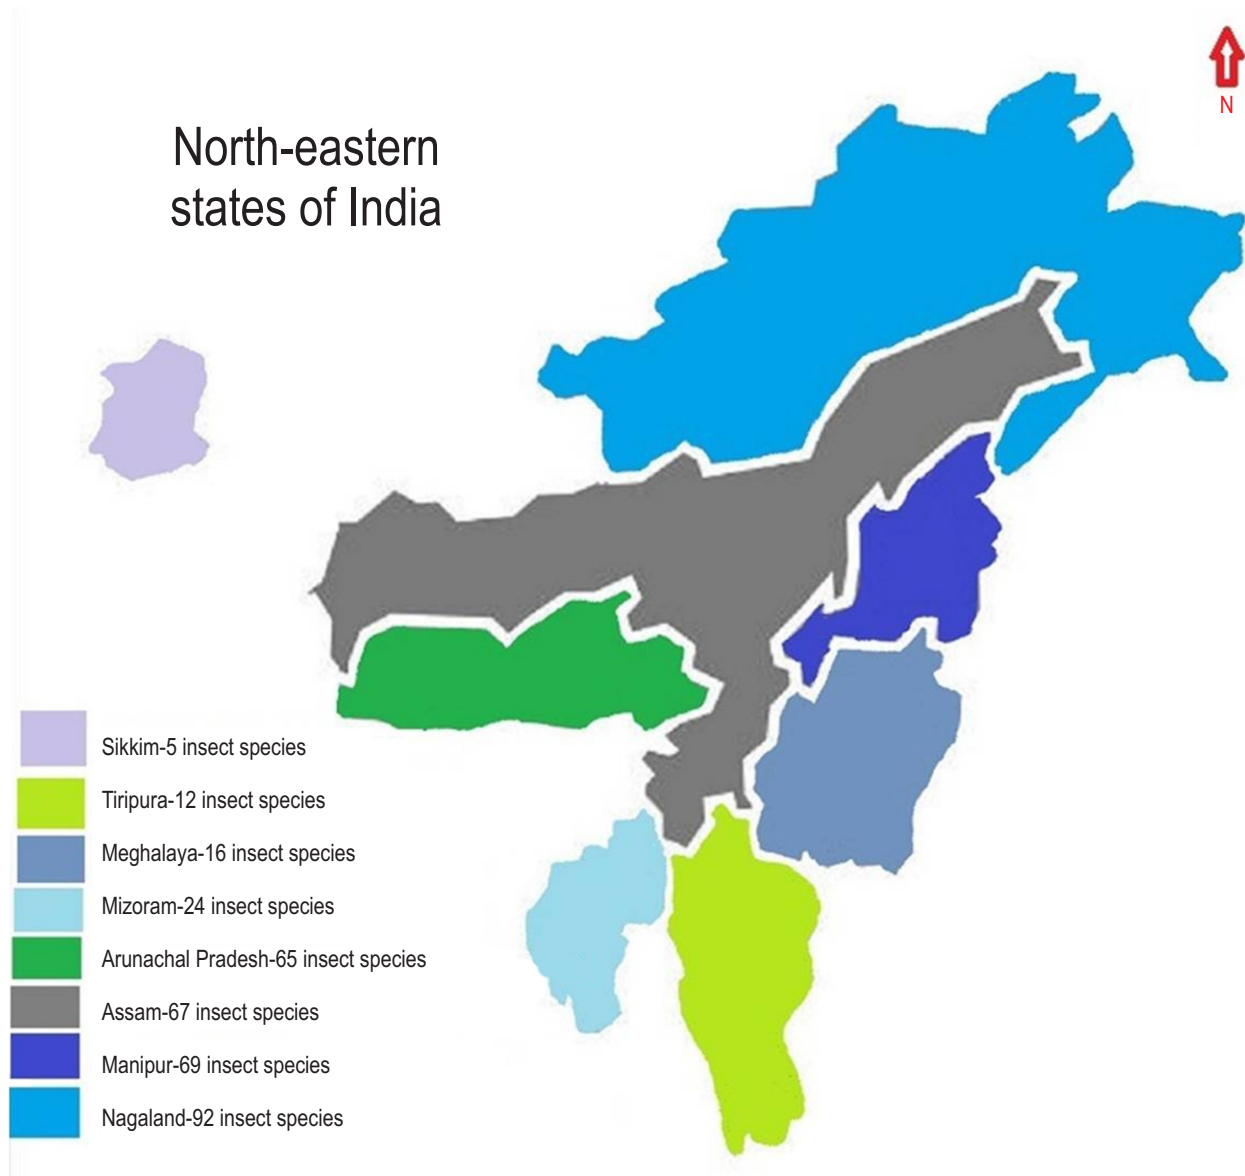 N
North-eastern
states of India
Sikkim-5 insect species
Tiripura-12 insect species
Meghalaya-16 insect species
Mizoram-24 insect species
Arunachal Pradesh-65 insect species
Assam-67 insect species
Manipur-69 insect species
Nagaland-92 insect species